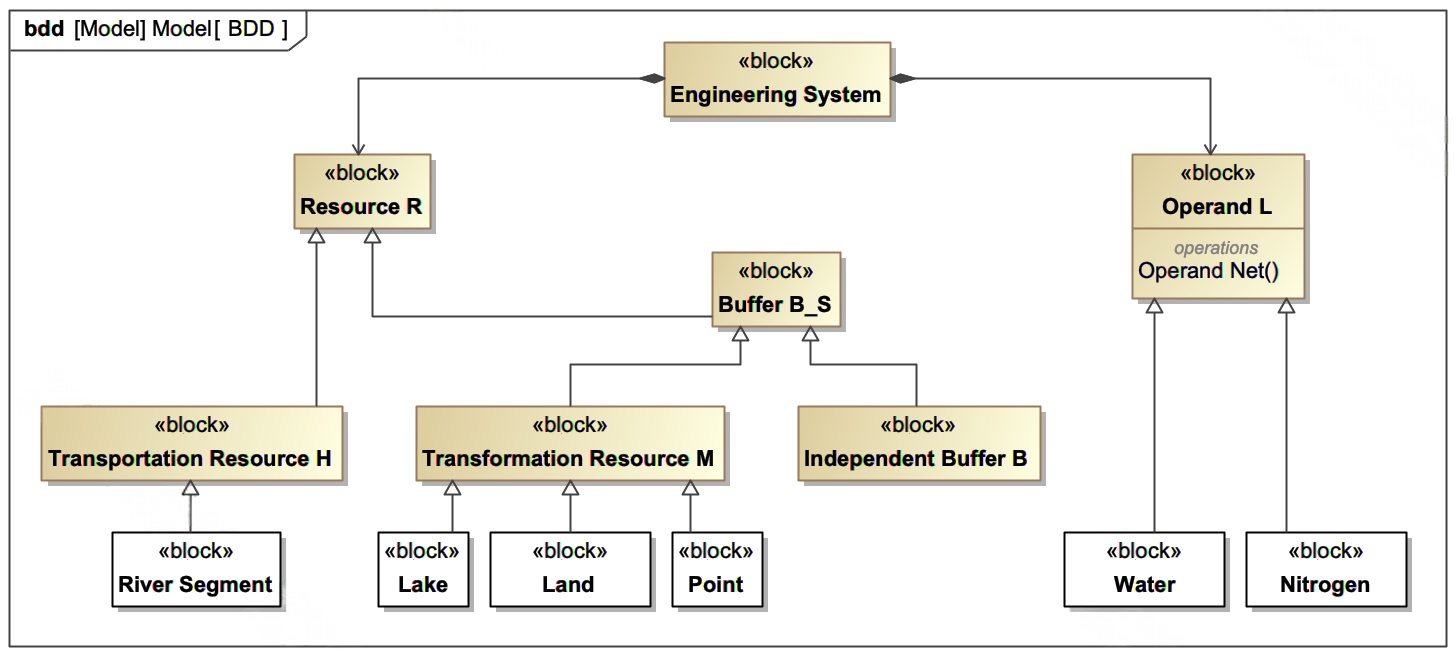 bdd [Model] Model[ BDD ]
«block»
Engineering System
«block»
Resource R
«block»
Operand L
operations
Operand Net()
«block»
Buffer B_S
«block»
Transportation Resource H
«block»
Transformation Resource M
«block»
Independent Buffer B
«block»
River Segment
«block»
Lake
«block»
Land
«block»
Point
«block»
Water
«block»
Nitrogen